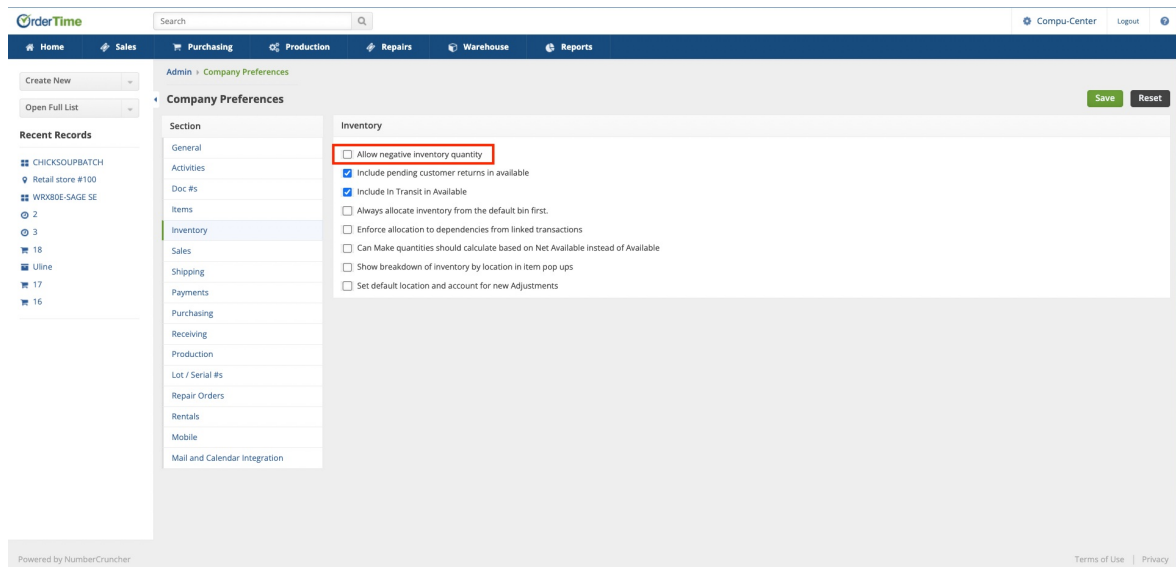 OrderTime
Search
Compu-Center
Logout
Home
Sales
Purchasing
Production
Repairs
Warehouse
Reports
Create New
Open Full List
Recent Records
CHICKSOUPBATCH
Retail store #100
WRX80E-SAGE SE
2
3
18
Uline
17
16
Admin
Company Preferences
Company Preferences
Save
Reset
Section
General
Activities
Doc #s
Items
Inventory
Sales
Shipping
Payments
Purchasing
Receiving
Production
Lot / Serial #s
Repair Orders
Rentals
Mobile
Mail and Calendar Integration
Inventory
Allow negative inventory quantity
Include pending customer returns in available
Include In Transit in Available
Always allocate inventory from the default bin first.
Enforce allocation to dependencies from linked transactions
Can Make quantities should calculate based on Net Available instead of Available
Show breakdown of inventory by location in item pop ups
Set default location and account for new Adjustments
Powered by NumberCruncher
Terms of Use | Privacy